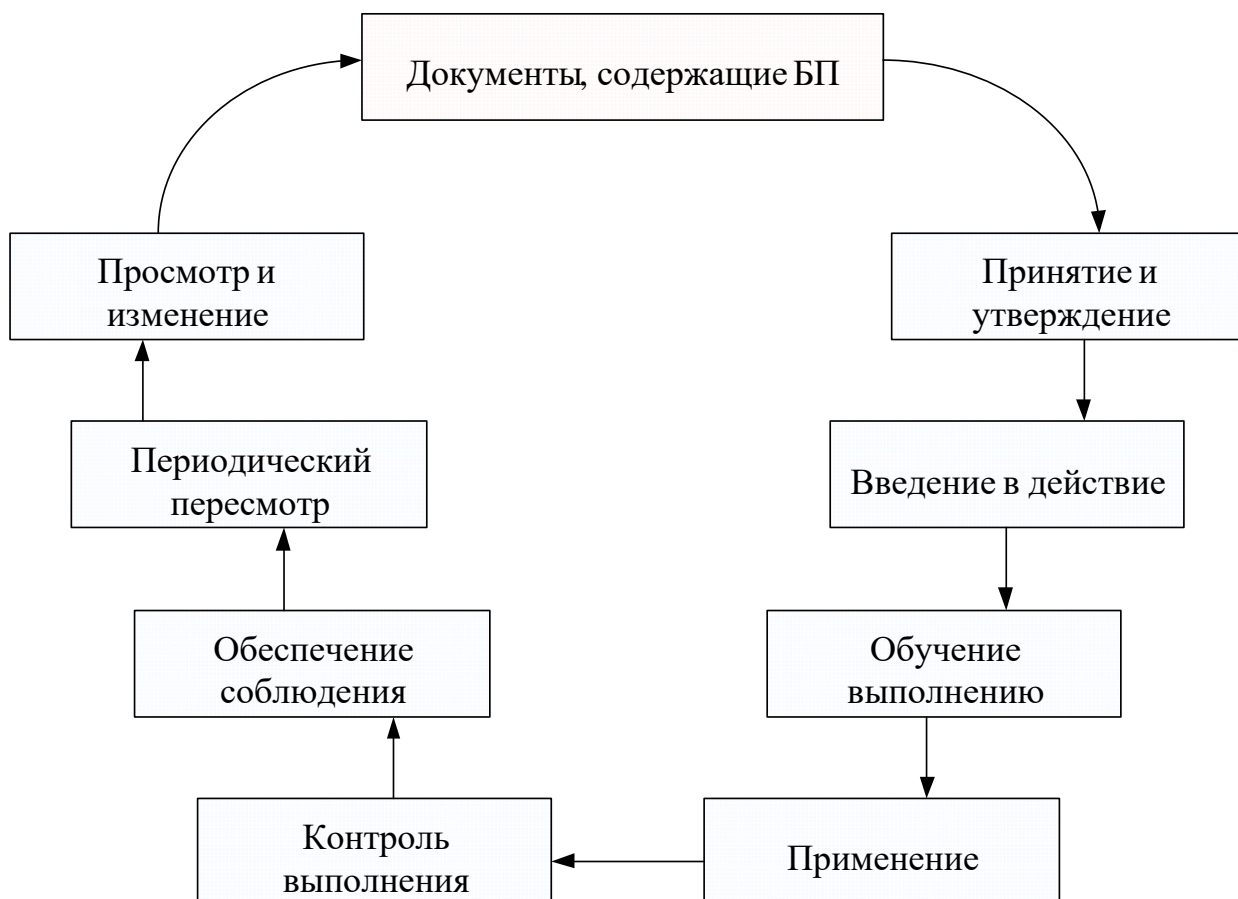 Документы, содержащие БП
Просмотр и
изменение
Принятие и
утверждение
Периодический
пересмотр
Введение в действие
Обеспечение
соблюдения
Обучение
выполнению
Контроль
выполнения
Применение